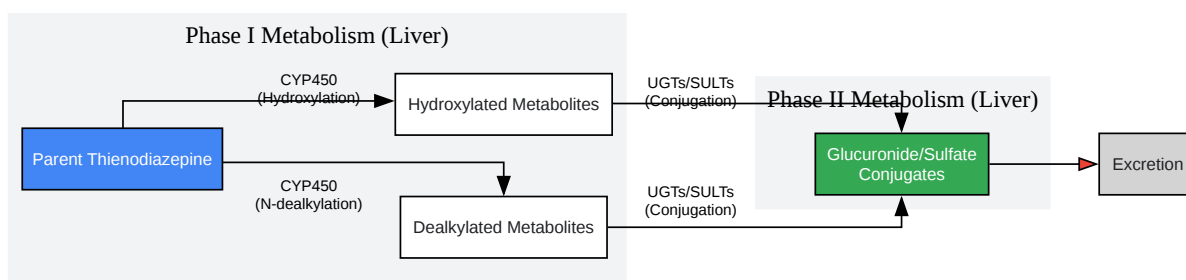 Phase I Metabolism (Liver)
CYP450
(Hydroxylation)
Hydroxylated Metabolites
UGTs/SULTs
(Conjugation)
Phase II Metabolism (Liver)
Parent Thienodiazepine
Glucuronide/Sulfate
Conjugates
Excretion
CYP450
(N-dealkylation)
Dealkylated Metabolites
UGTs/SULTs
(Conjugation)